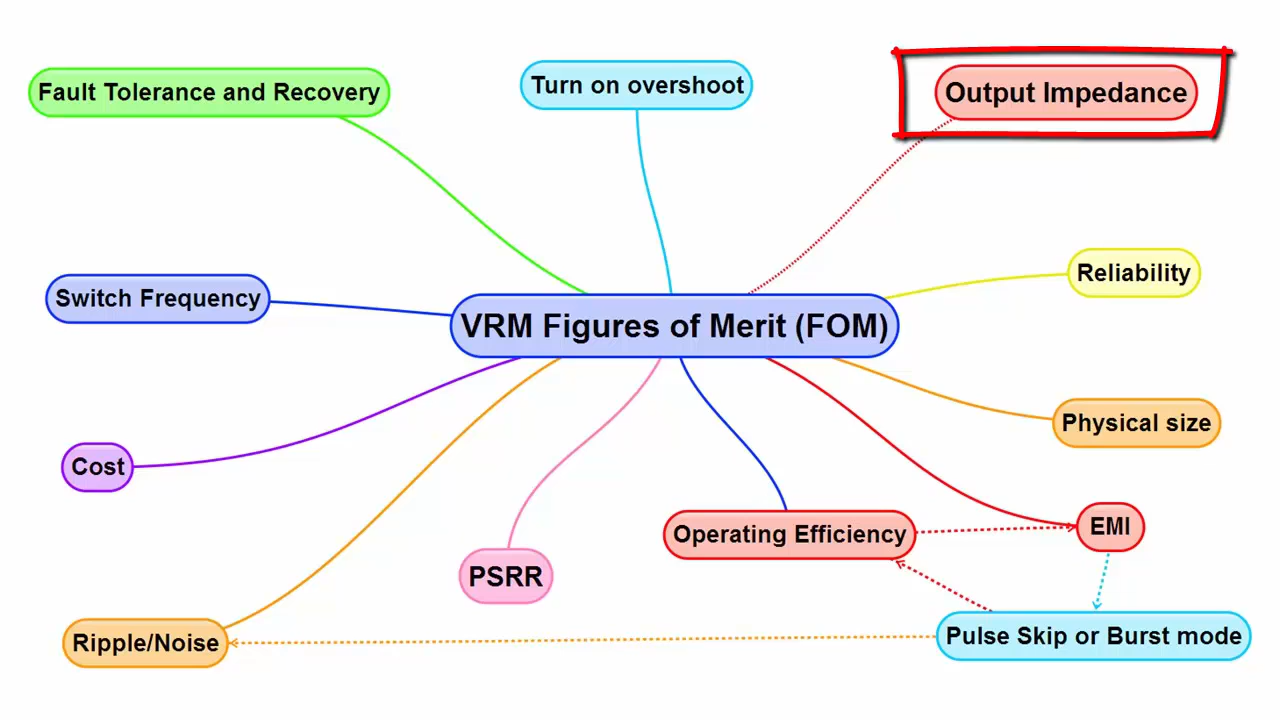 Fault Tolerance and Recovery
Turn on overshoot
Output Impedance
Switch Frequency
VRM Figures of Merit (FOM)
Reliability
Cost
Physical size
PSRR
Operating Efficiency
EMI
Ripple/Noise
Pulse Skip or Burst mode